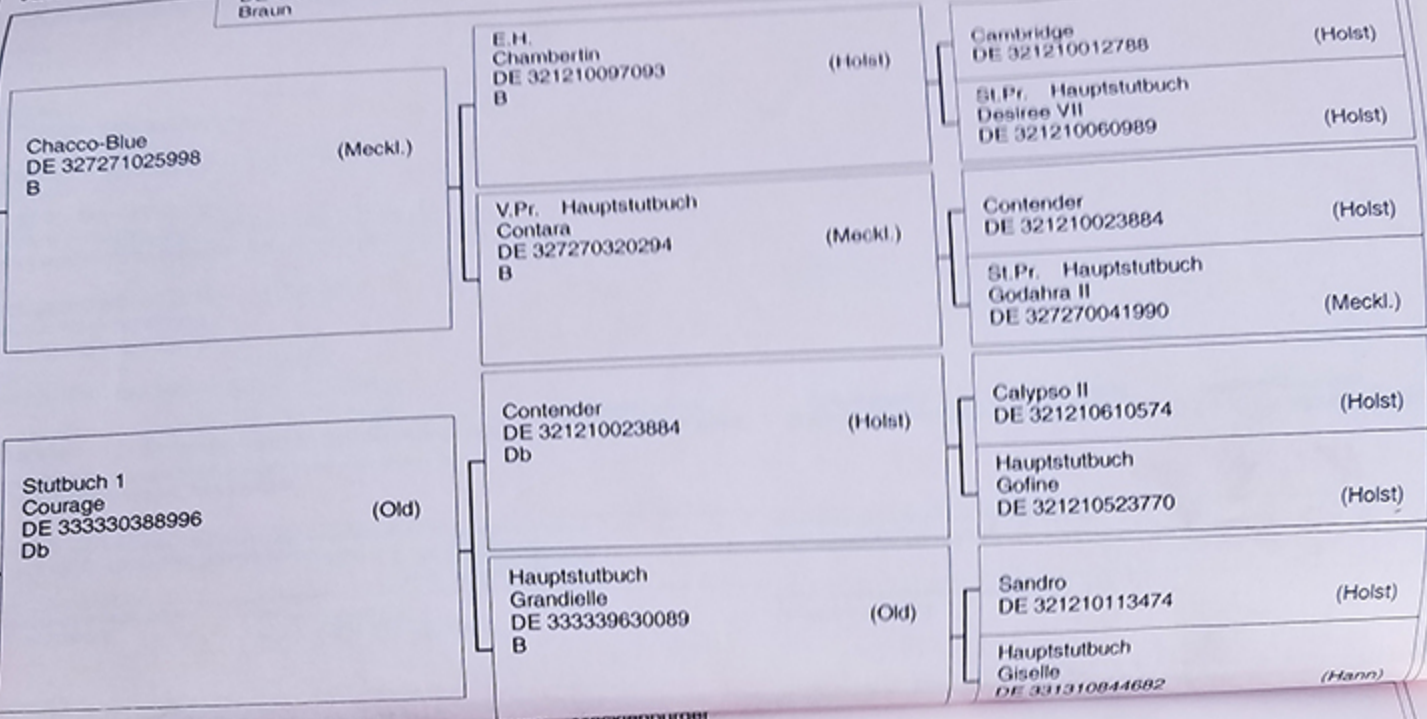 Braun
Chacco-Blue
DE 327271025998 (Meckl.)
B
Stutbuch 1
Courage
DE 333330388996 (Old)
Db
E.H.
Chambertin (Holst)
DE 321210097093
B
V.Pr. Hauptstutbuch
Contara (Meckl.)
DE 327270320294
B
Contender
DE 321210023884 (Holst)
Db
Hauptstutbuch
Grandielle
DE 333339630089 (Old)
B
Cambridge (Holst)
DE 321210012788
St.Pr. Hauptstutbuch
Desiree VII (Holst)
DE 321210060989
Contender (Holst)
DE 321210023884
St.Pr. Hauptstutbuch
Godahra II (Meckl.)
DE 327270041990
Calypso II (Holst)
DE 321210610574
Hauptstutbuch
Gofine (Holst)
DE 321210523770
Sandro (Holst)
DE 321210113474
Hauptstutbuch
Giselle (Hann)
DE 331310844682